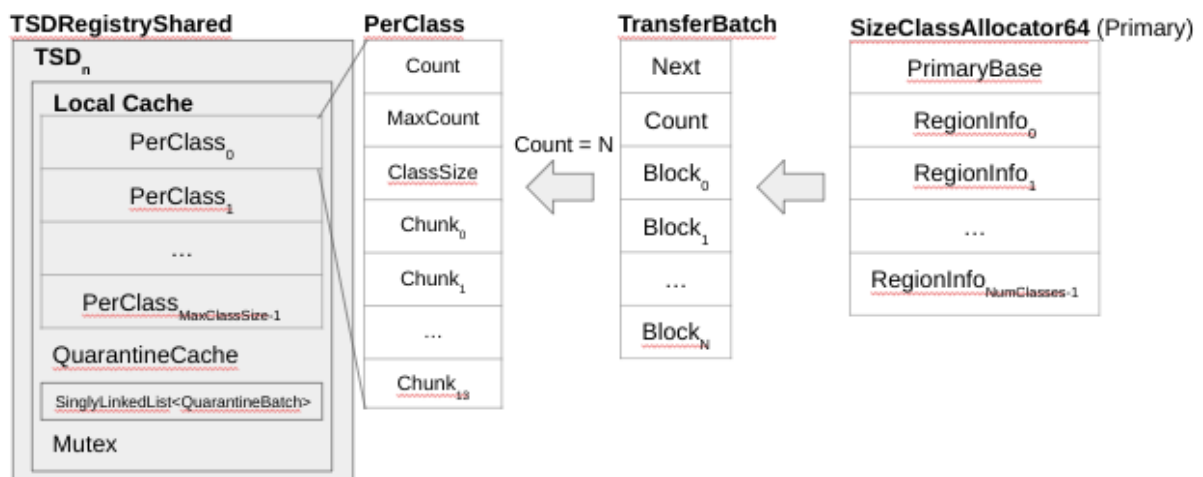 TSDRegistryShared
TSDn
Local Cache
PerClass0
PerClass1
...
PerClassMaxClassSize-1
QuarantineCache
SinglyLinkedList<QuarantineBatch>
Mutex
PerClass
Count
MaxCount
ClassSize
Chunk0
Chunk1
...
Chunk13
Count = N
TransferBatch
Next
Count
Block0
Block1
...
BlockN
SizeClassAllocator64 (Primary)
PrimaryBase
RegionInfo0
RegionInfo1
...
RegionInfoNumClasses-1